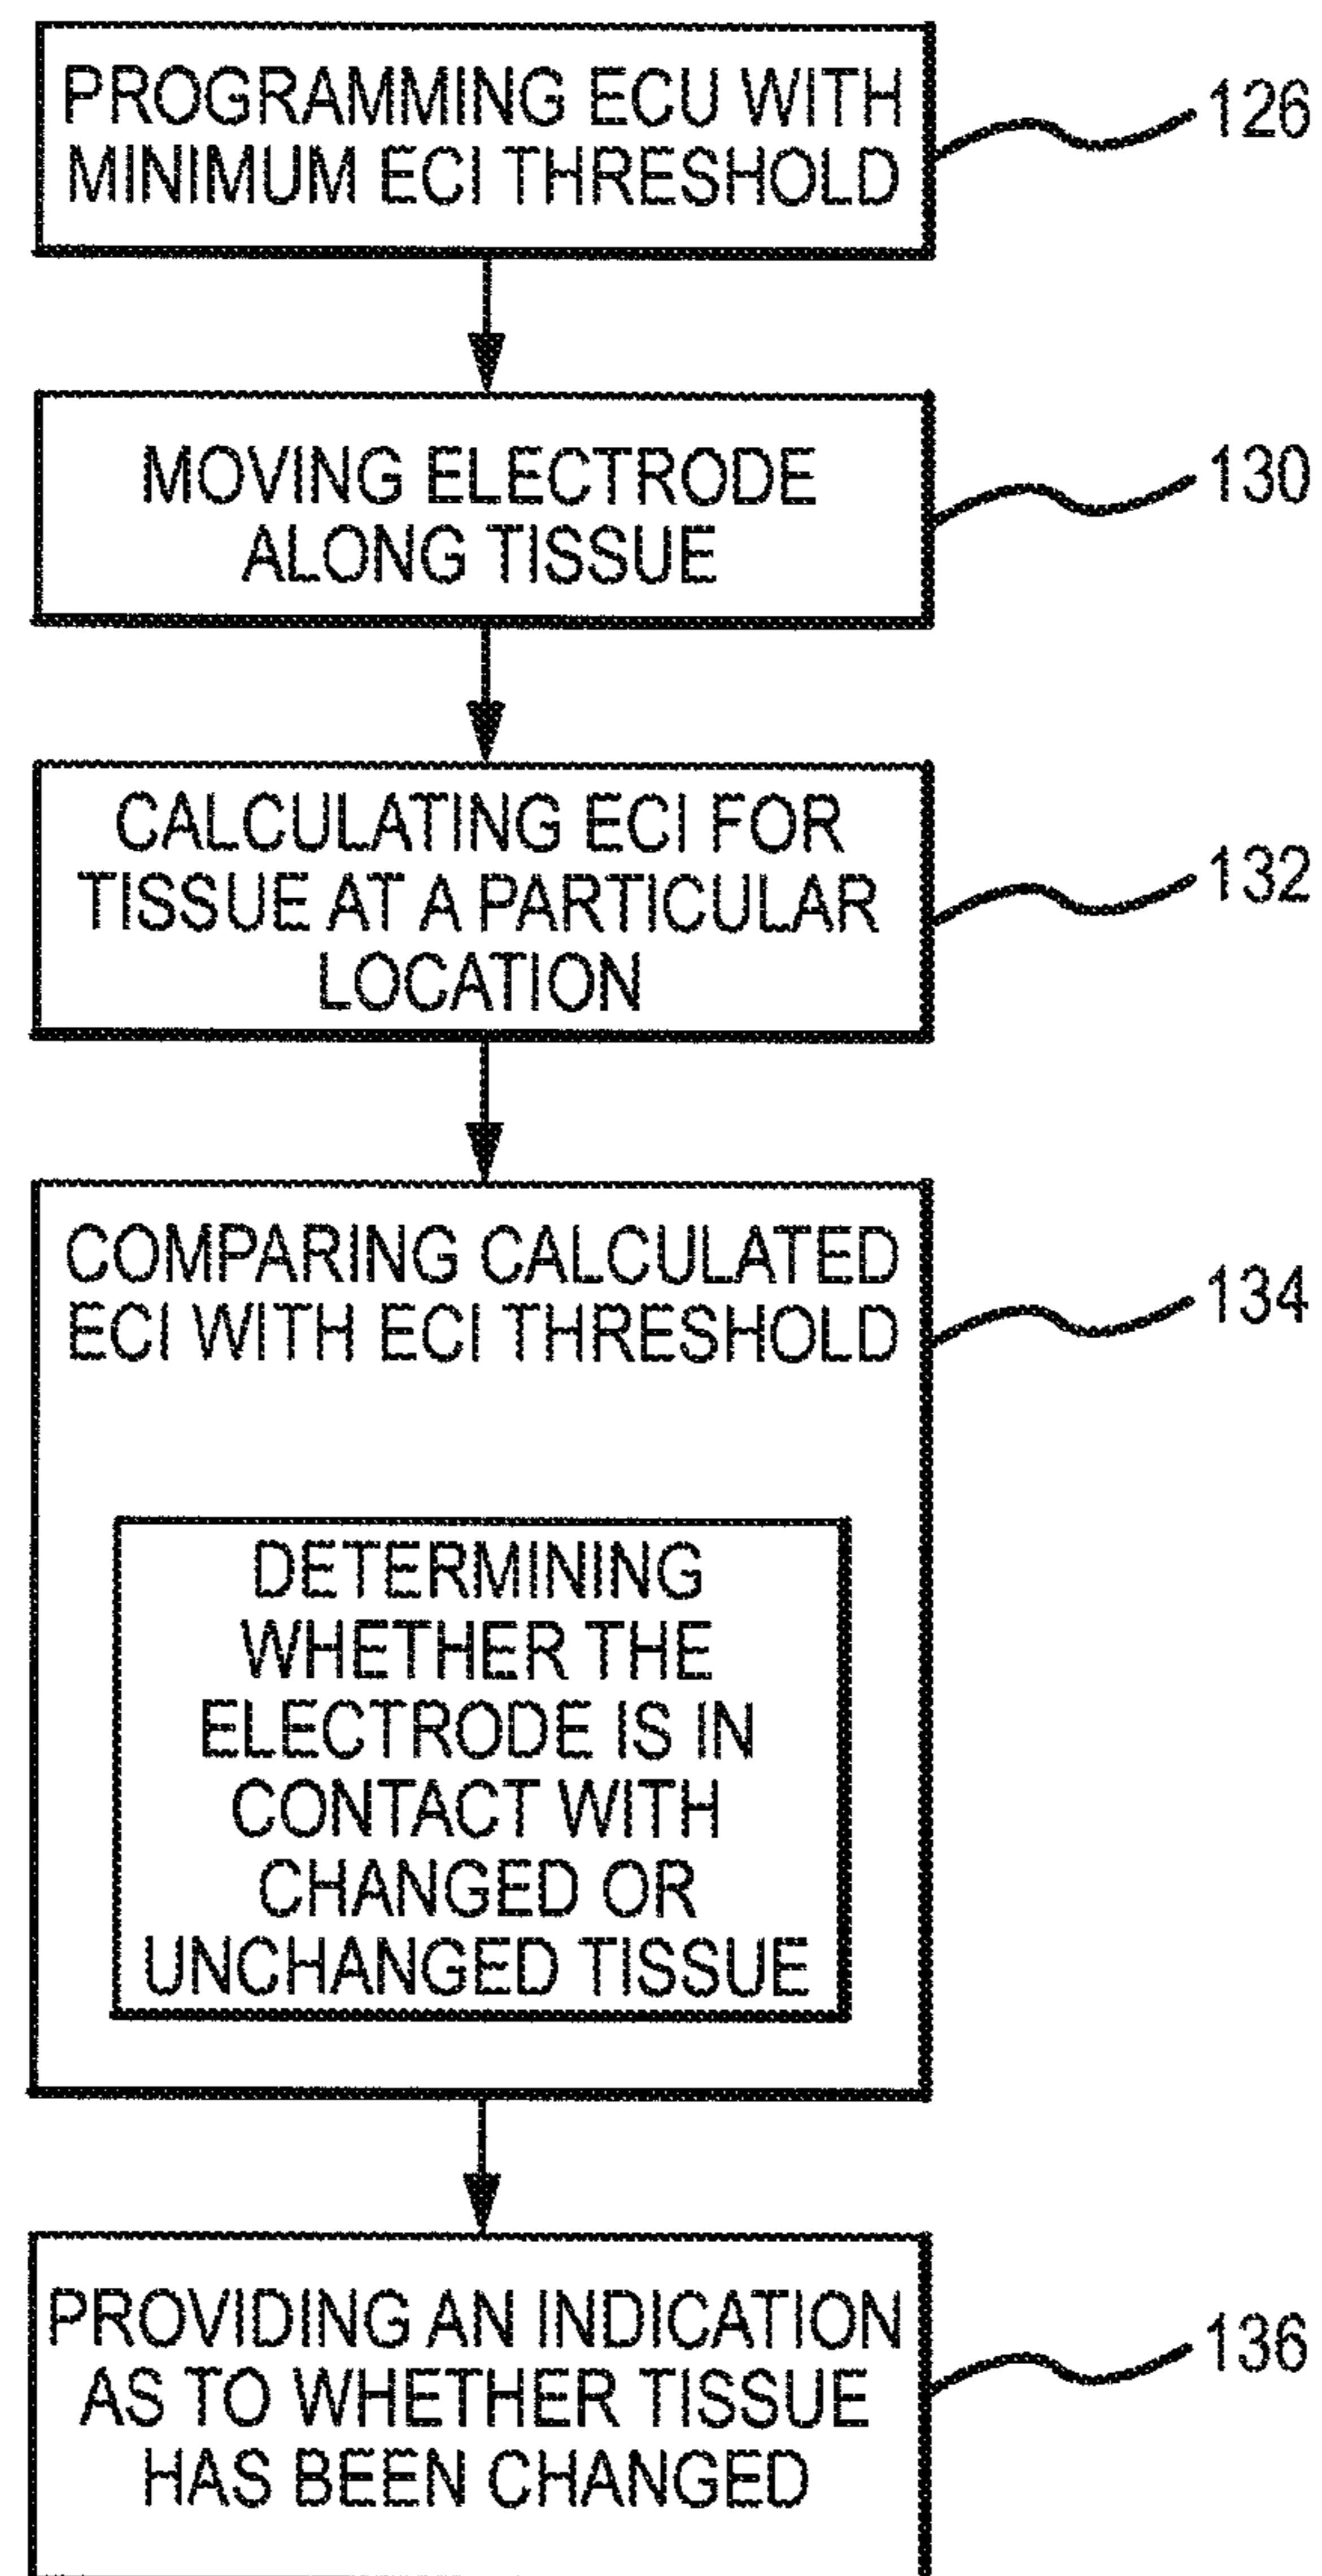 PROGRAMMING ECU WITH
MINIMUM ECI THRESHOLD
126
MOVING ELECTRODE
ALONG TISSUE
130
CALCULATING ECI FOR
TISSUE AT A PARTICULAR
LOCATION
132
COMPARING CALCULATED
ECI WITH ECI THRESHOLD
134
DETERMINING
WHETHER THE
ELECTRODE IS IN
CONTACT WITH
CHANGED OR
UNCHANGED TISSUE
PROVIDING AN INDICATION
AS TO WHETHER TISSUE
HAS BEEN CHANGED
136